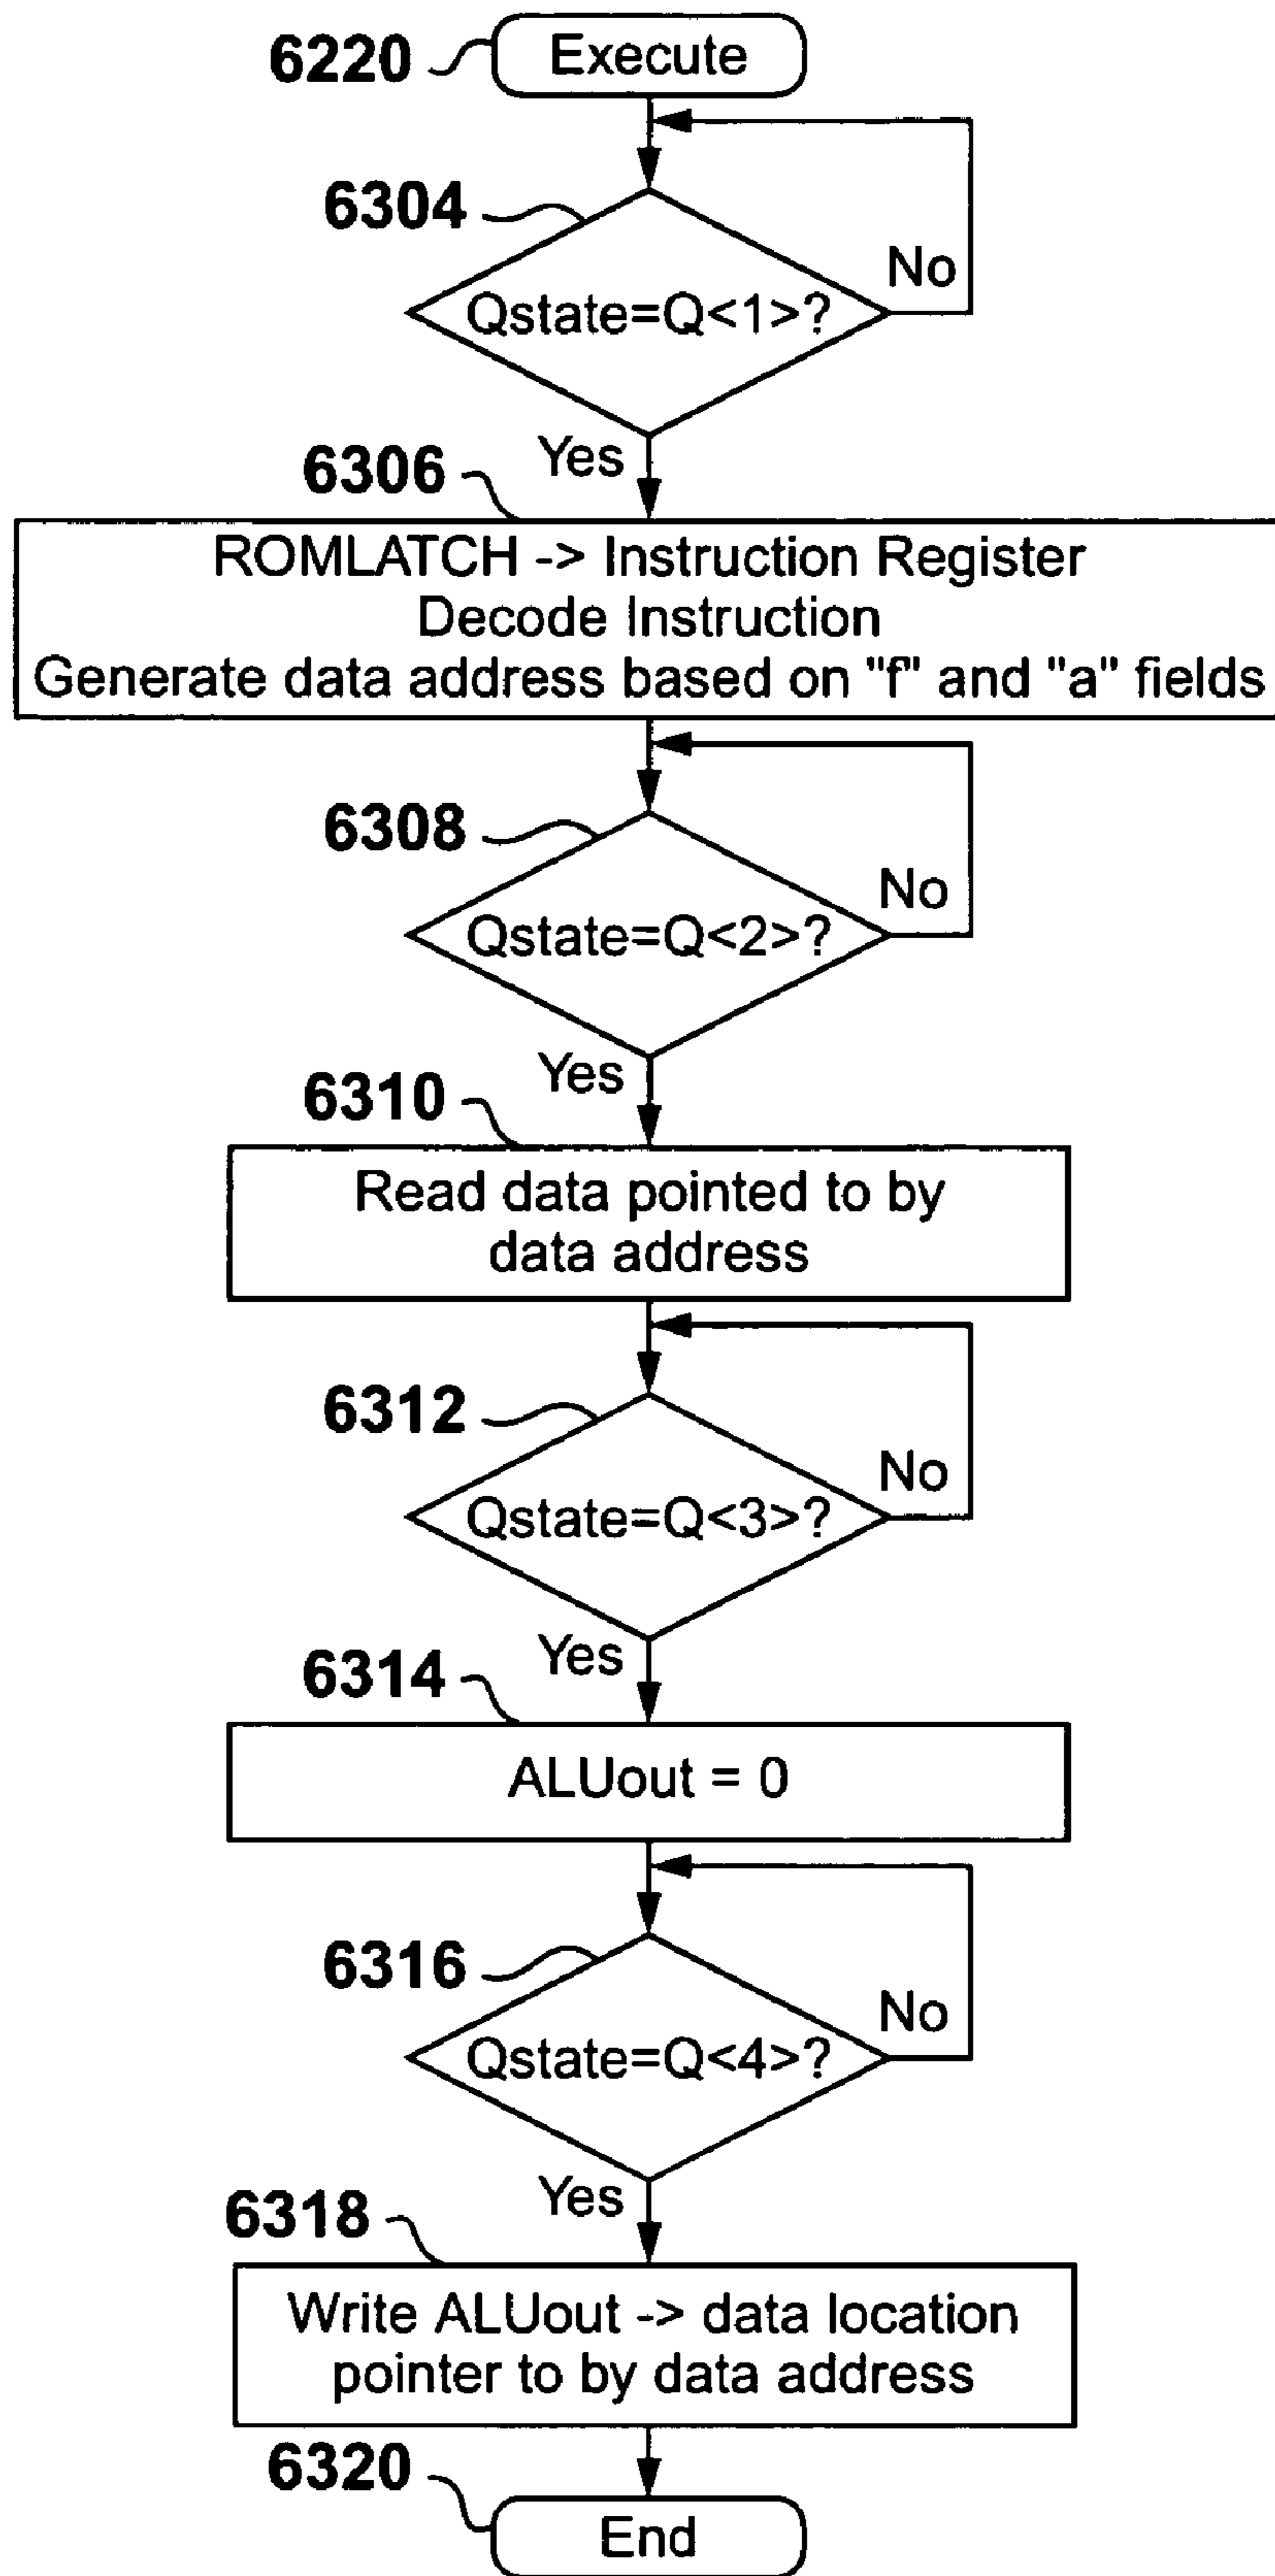 6220
Execute
6304
No
Qstate=Q<1>?
Yes
6306
ROMLATCH -> Instruction Register
Decode Instruction
Generate data address based on "f" and "a" fields
6308
No
Qstate=Q<2>?
Yes
6310
Read data pointed to by
data address
6312
No
Qstate=Q<3>?
Yes
6314
ALUout = 0
6316
No
Qstate=Q<4>?
Yes
6318
Write ALUout -> data location
pointer to by data address
6320
End